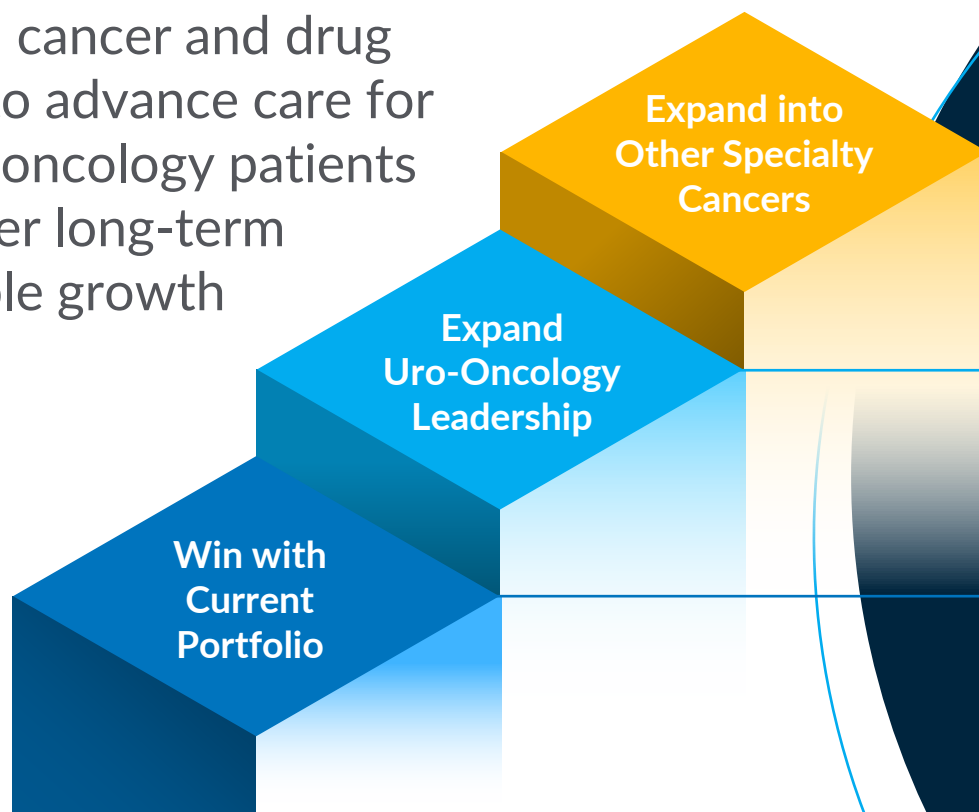 cancer and drug
o advance care for
oncology patients
er long-term
le growth
Expand into
Other Specialty
Cancers
Expand
Uro-Oncology
Leadership
Win with
Current
Portfolio